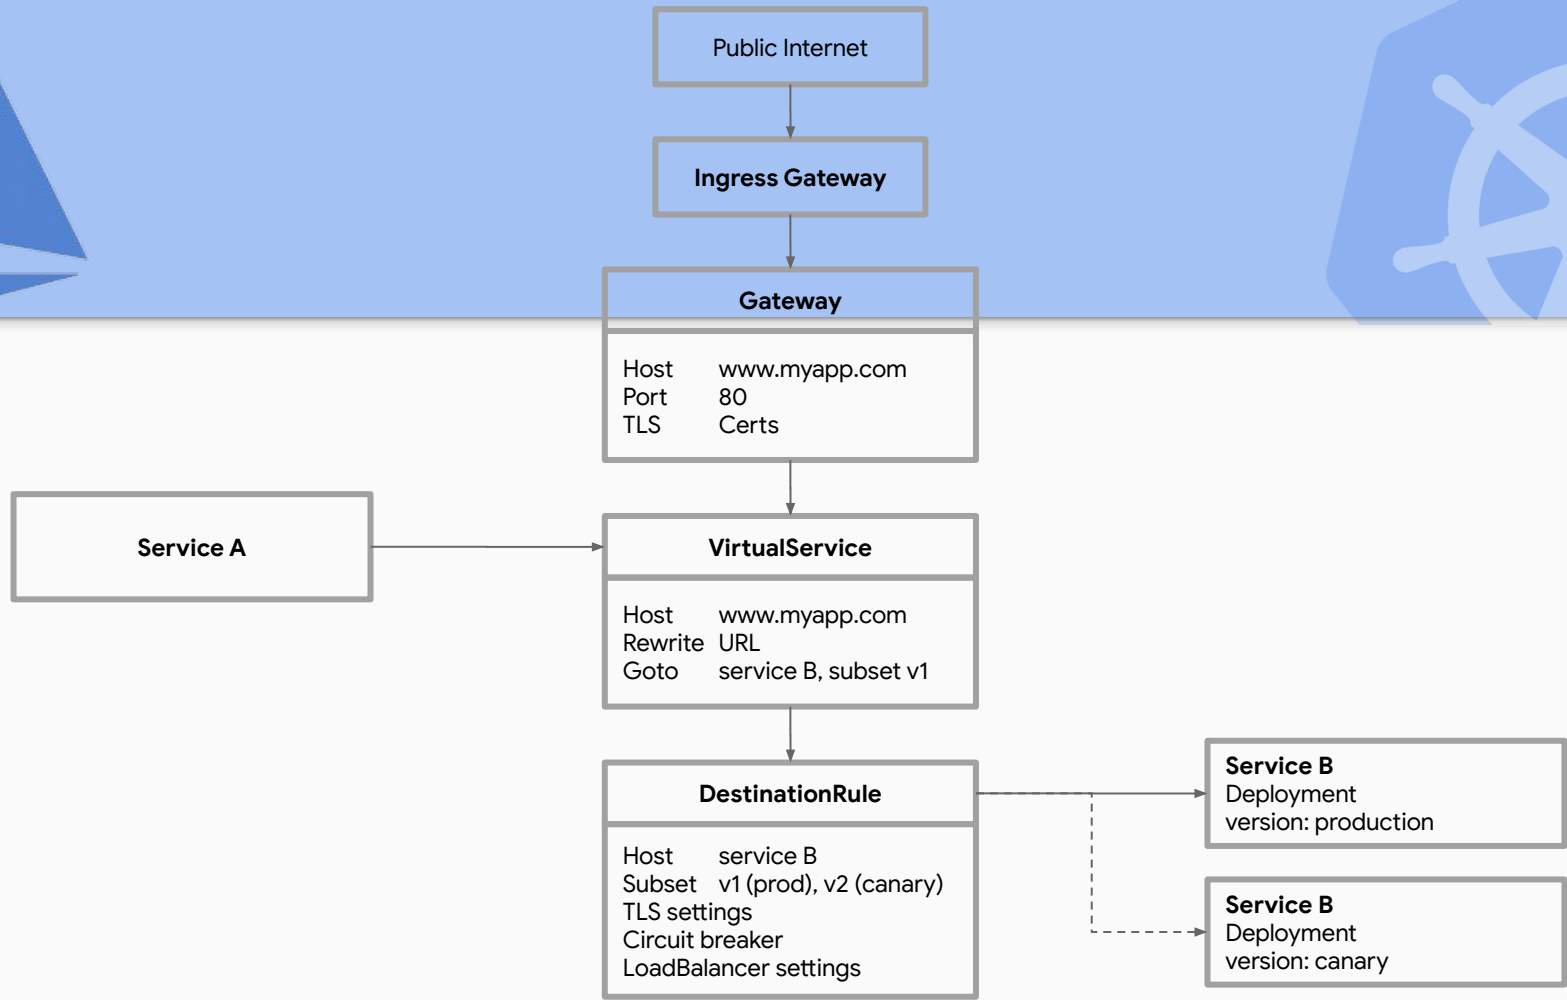 Public Internet
Ingress Gateway
Gateway
Host www.myapp.com
Port 80
TLS Certs
Service A
VirtualService
Host www.myapp.com
Rewrite URL
Goto service B, subset v1
DestinationRule
Host service B
Subset v1 (prod), v2 (canary)
TLS settings
Circuit breaker
LoadBalancer settings
Service B
Deployment
version: production
Service B
Deployment
version: canary